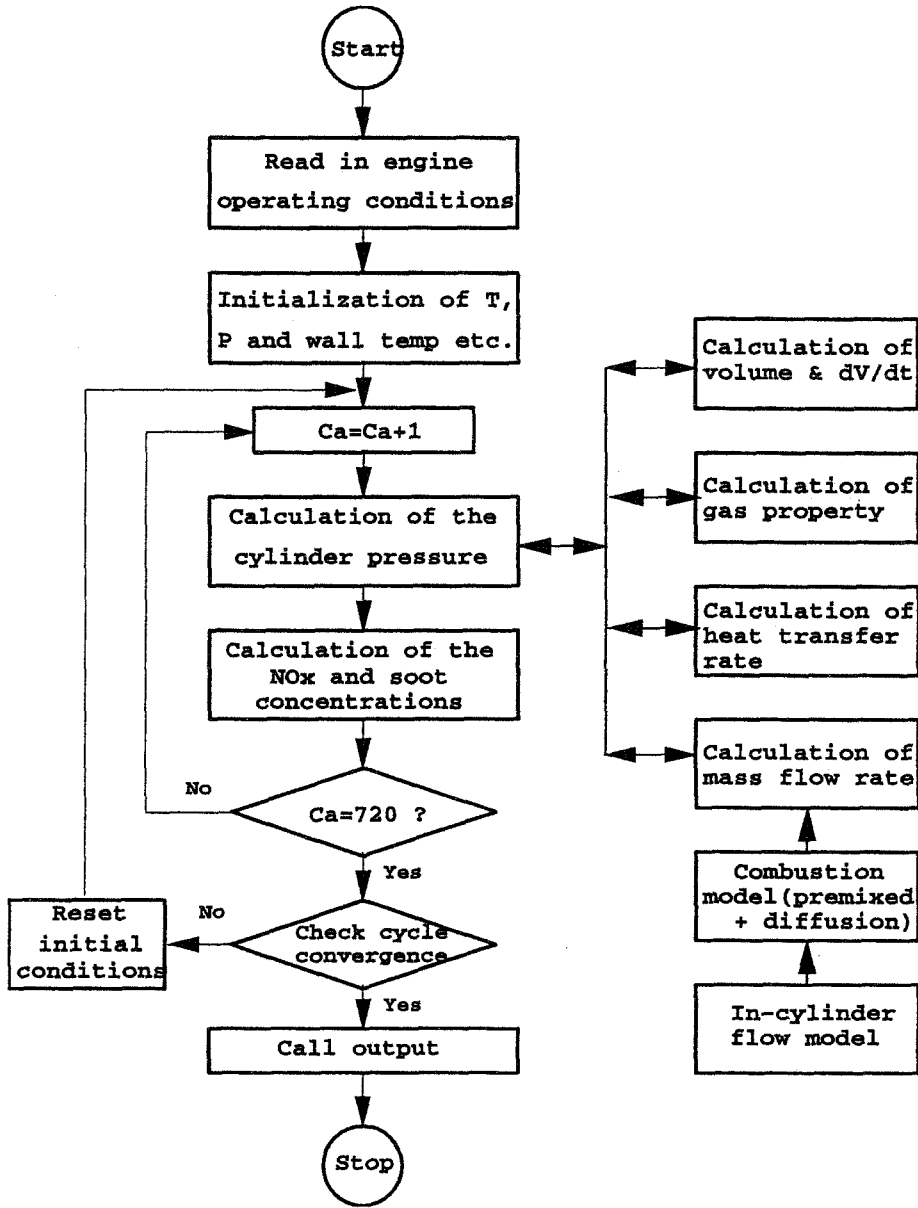 Start
Read in engine
operating conditions
Initialization of T,
P and wall temp etc.
Ca=Ca+1
Calculation of the
cylinder pressure
Calculation of the
NOx and soot
concentrations
No
Ca=720 ?
Yes
Reset
initial
conditions
No
Check cycle
convergence
Yes
Call output
Stop
Calculation of
volume & dV/dt
Calculation of
gas property
Calculation of
heat transfer
rate
Calculation of
mass flow rate
Combustion
model(premixed
+ diffusion)
In-cylinder
flow model